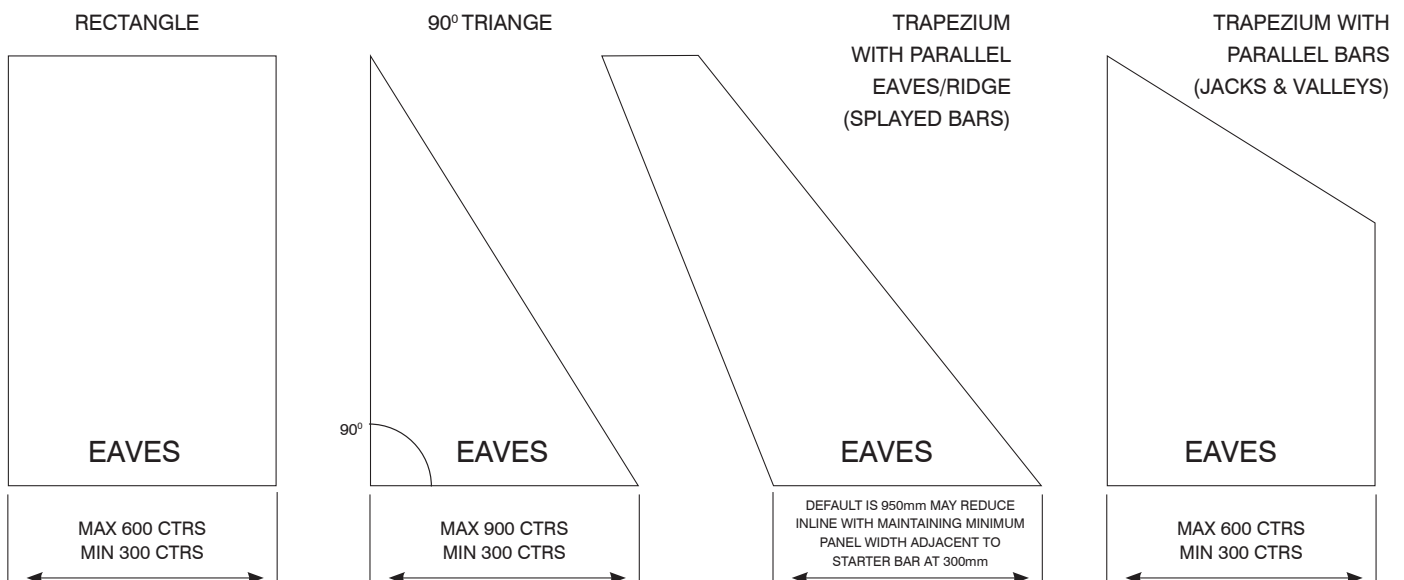 RECTANGLE
90⁰ TRIANGE
TRAPEZIUM
WITH PARALLEL
EAVES/RIDGE
(SPLAYED BARS)
TRAPEZIUM WITH
PARALLEL BARS
(JACKS & VALLEYS)
90⁰
EAVES
EAVES
EAVES
EAVES
MAX 600 CTRS
MIN 300 CTRS
MAX 900 CTRS
MIN 300 CTRS
DEFAULT IS 950mm MAY REDUCE
INLINE WITH MAINTAINING MINIMUM
PANEL WIDTH ADJACENT TO
STARTER BAR AT 300mm
MAX 600 CTRS
MIN 300 CTRS